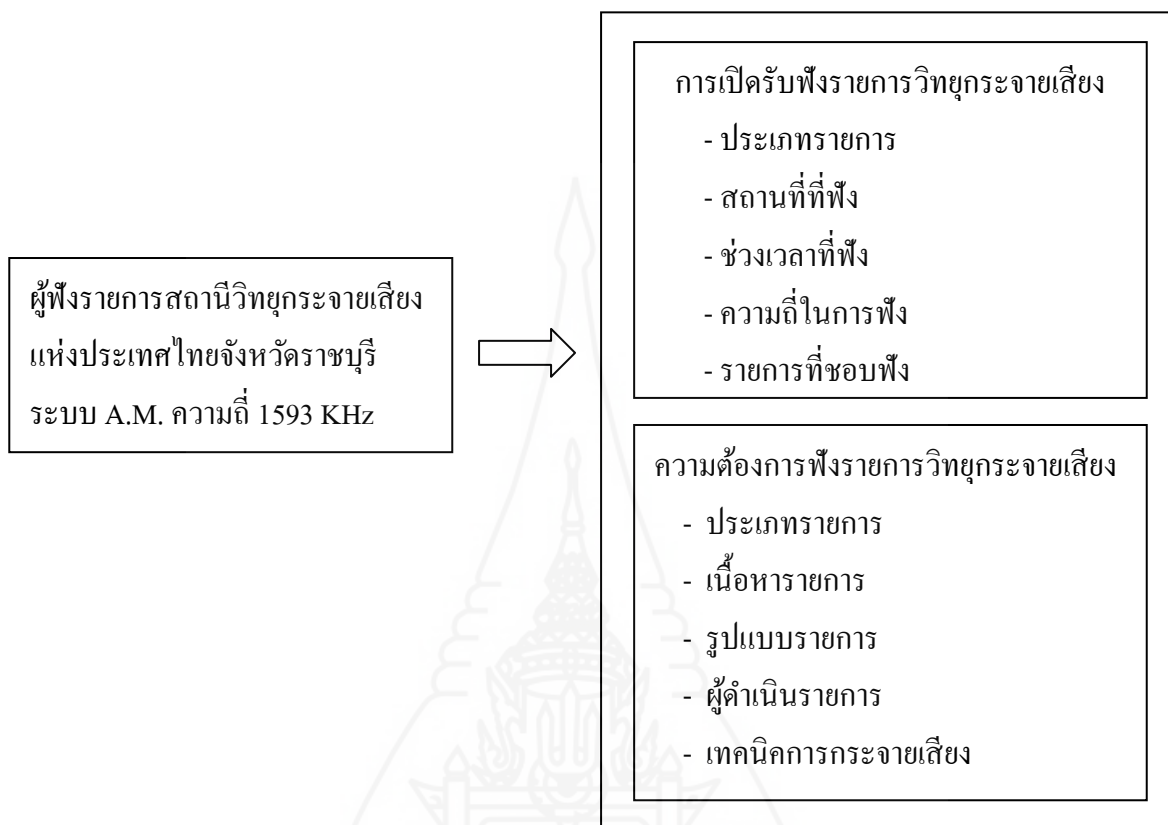 ผู้ฟังรายการสถานีวิทยุกระจายเสียง
แห่งประเทศไทยจังหวัดราชบุรี
ระบบ A.M. ความถี่ 1593 KHz
การเปิดรับฟังรายการวิทยุกระจายเสียง
- ประเภทรายการ
- สถานที่ที่ฟัง
- ช่วงเวลาที่ฟัง
- ความถี่ในการฟัง
- รายการที่ชอบฟัง
ความต้องการฟังรายการวิทยุกระจายเสียง
- ประเภทรายการ
- เนื้อหารายการ
- รูปแบบรายการ
- ผู้ดำเนินรายการ
- เทคนิคการกระจายเสียง